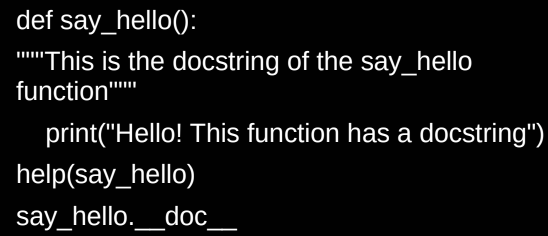 def say_hello():
"""This is the docstring of the say_hello
function"""
print("Hello! This function has a docstring")
help(say_hello)
say_hello.__doc__